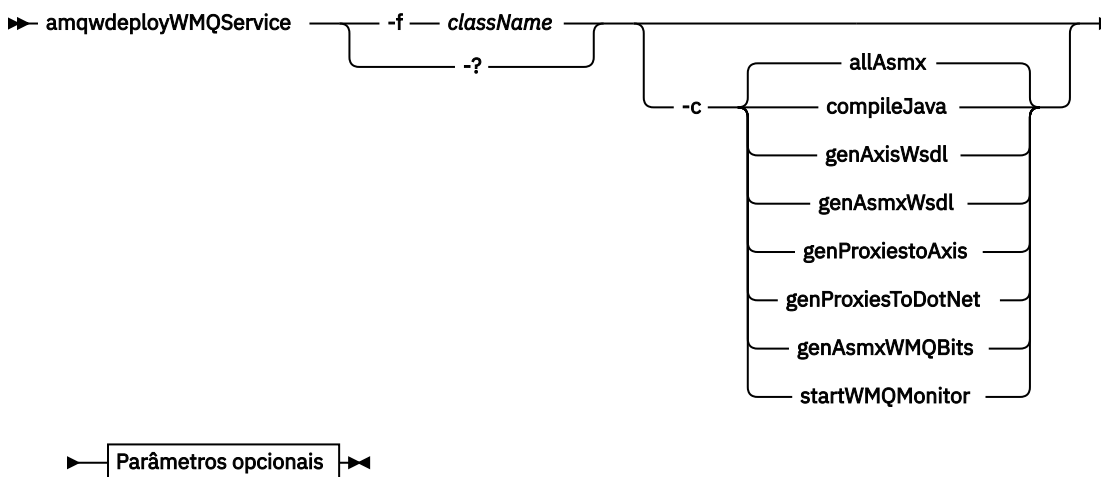 amqwdeployWMQService -f className
-?
allAsmx
-c compileJava
genAxisWsdl
genAsmxWsdl
genProxiestoAxis
genProxiesToDotNet
genAsmxWMQBits
startWMQMonitor
Parâmetros opcionais